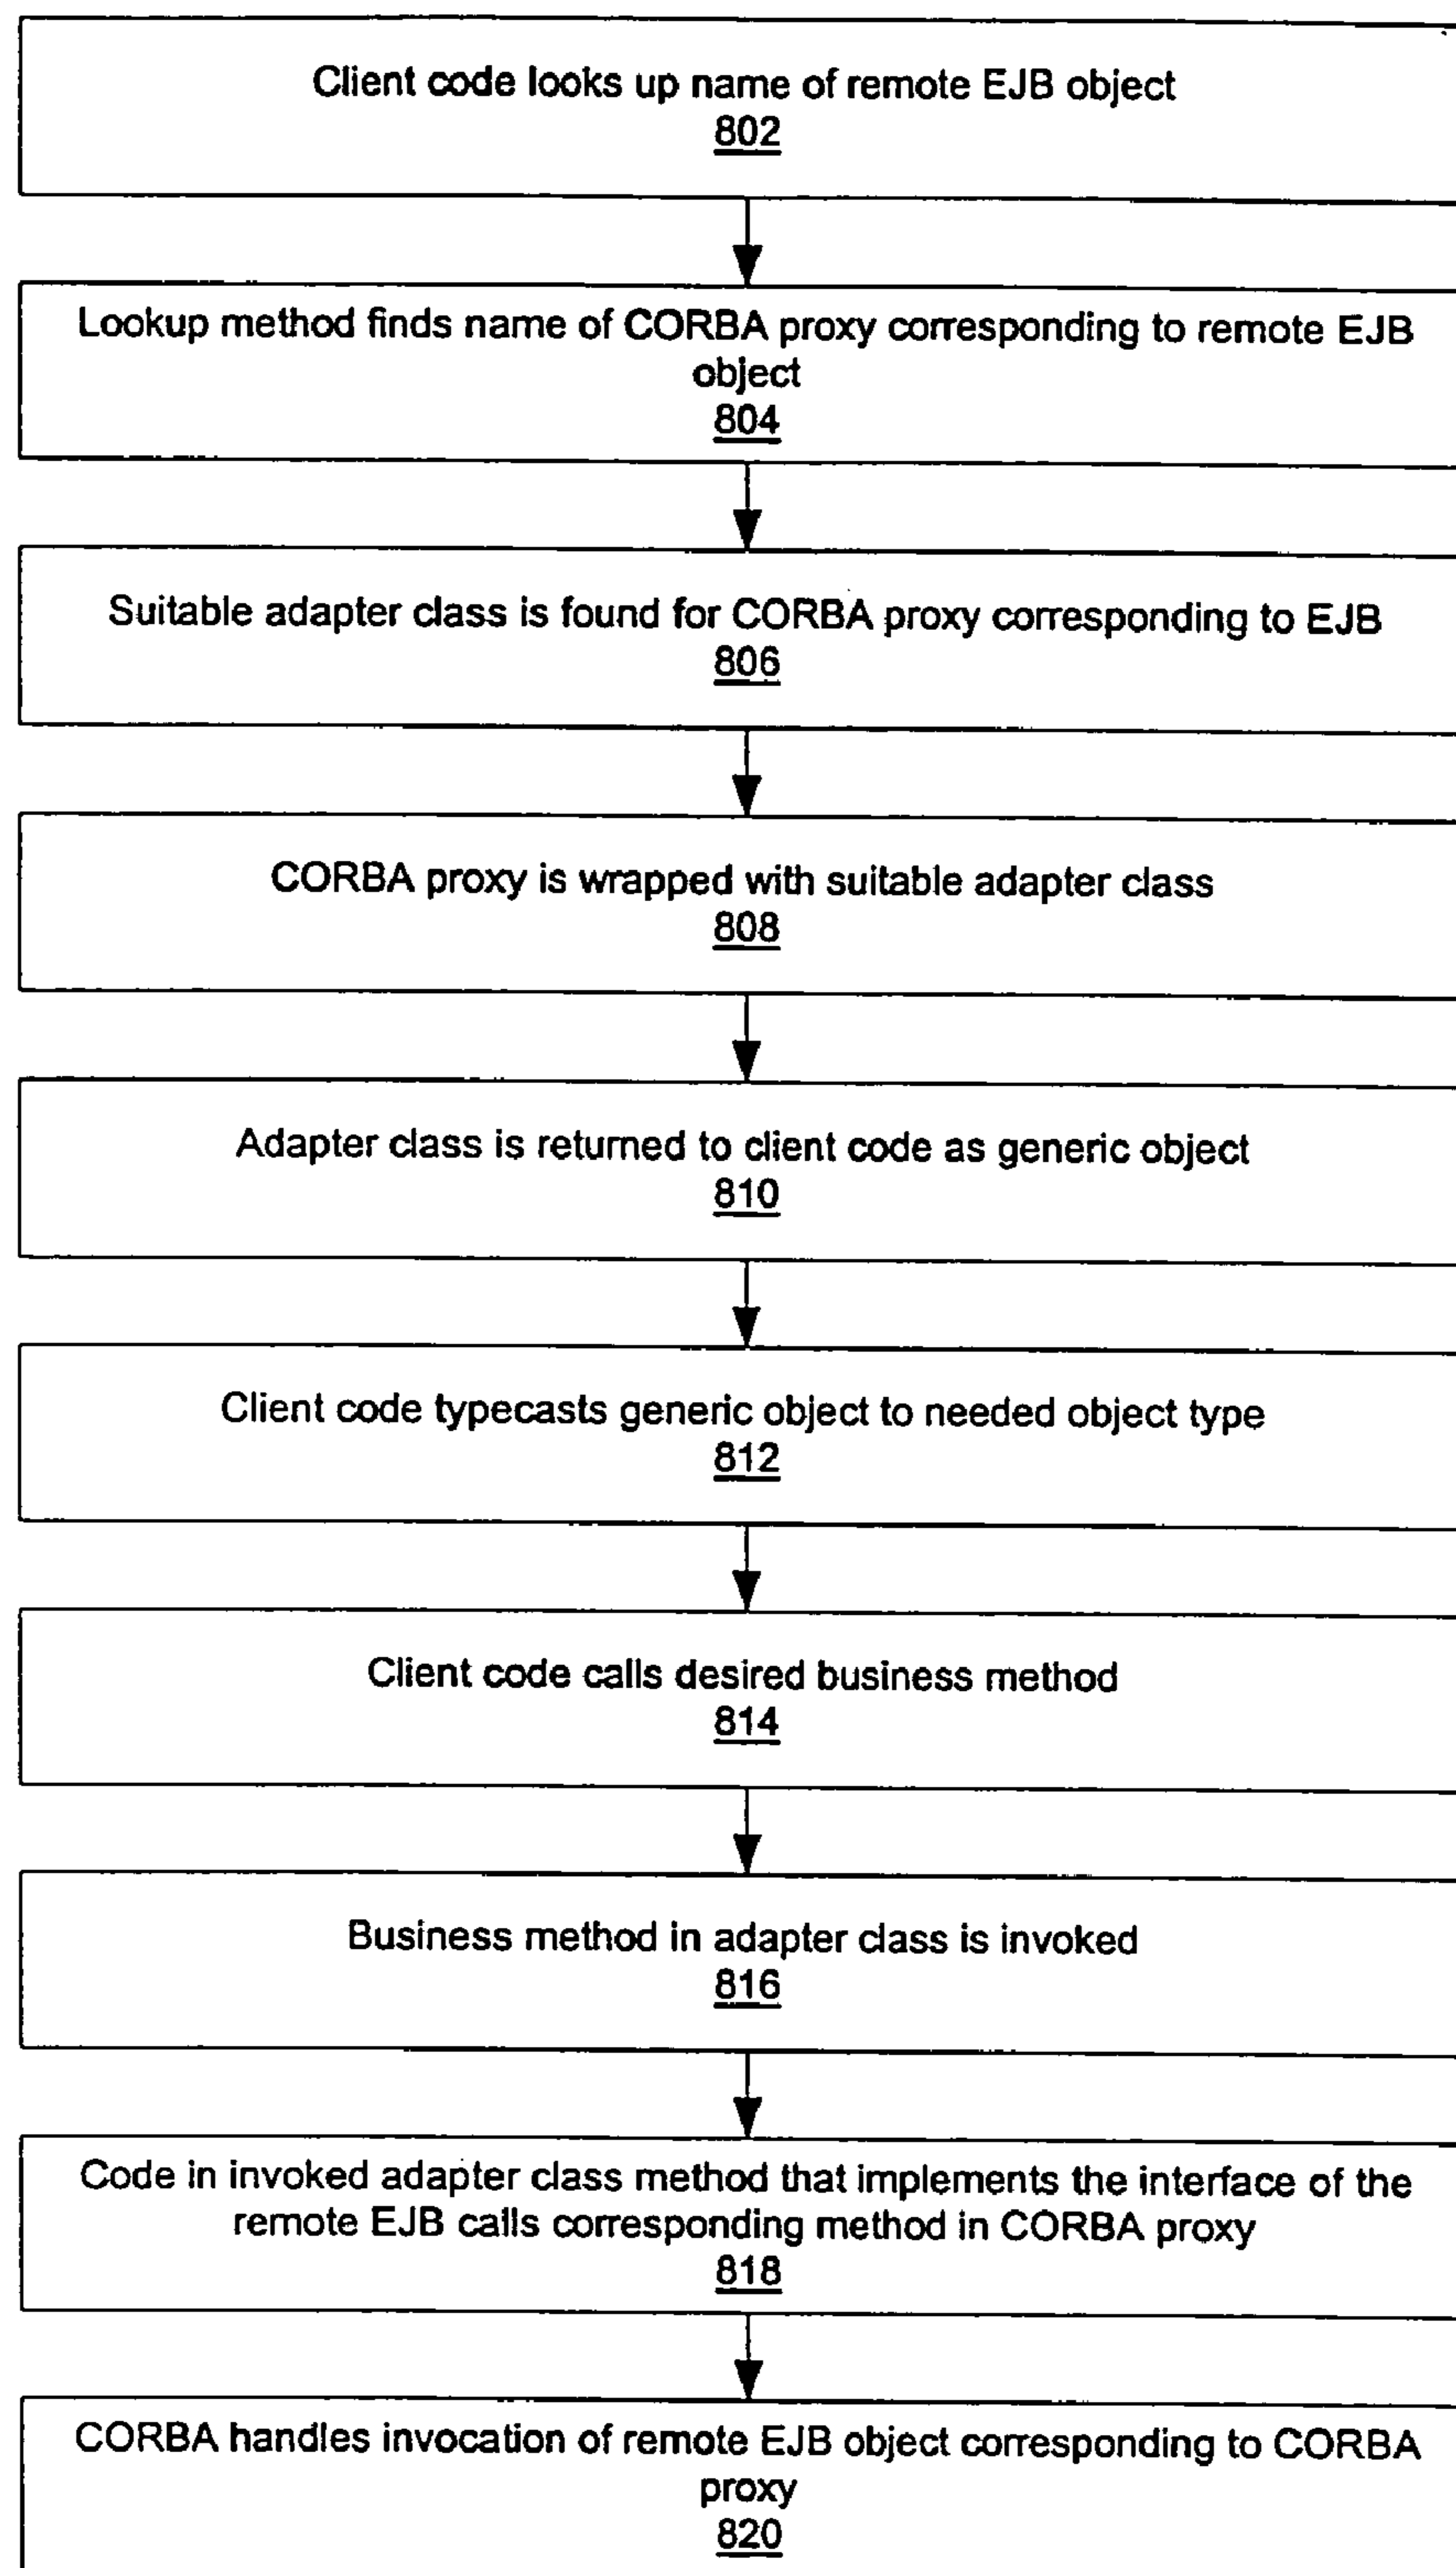 Client code looks up name of remote EJB object
802
Lookup method finds name of CORBA proxy corresponding to remote EJB
object
804
Suitable adapter class is found for CORBA proxy corresponding to EJB
806
CORBA proxy is wrapped with suitable adapter class
808
Adapter class is returned to client code as generic object
810
Client code typecasts generic object to needed object type
812
Client code calls desired business method
814
Business method in adapter class is invoked
816
Code in invoked adapter class method that implements the interface of the
remote EJB calls corresponding method in CORBA proxy
818
CORBA handles invocation of remote EJB object corresponding to CORBA
proxy
820